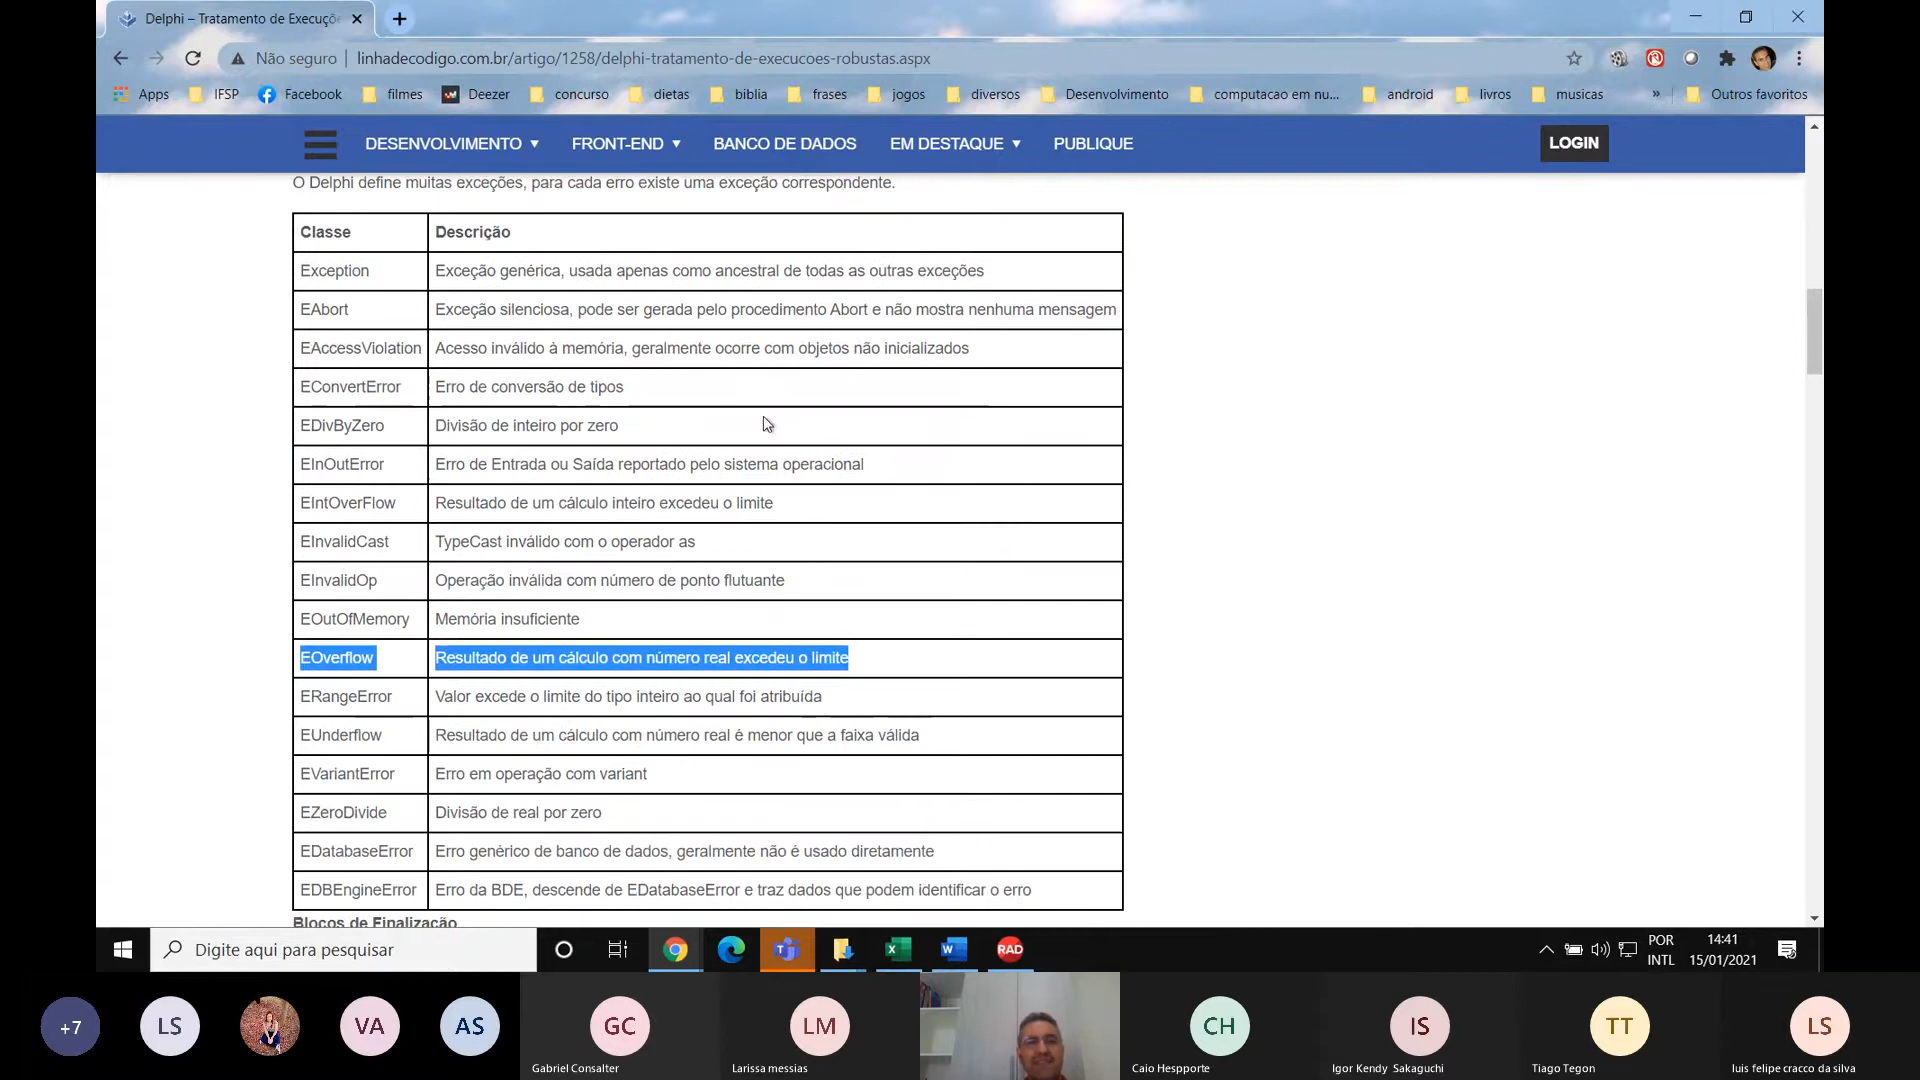 Delphi – Tratamento de Execuçõ
Não seguro | linhadecodigo.com.br/artigo/1258/delphi-tratamento-de-execucoes-robustas.aspx
Apps IFSP Facebook filmes Deezer concurso dietas biblia frases jogos diversos Desenvolvimento computacao em nu... android livros musicas » Outros favoritos
DESENVOLVIMENTO FRONT-END BANCO DE DADOS EM DESTAQUE PUBLIQUE LOGIN
O Delphi define muitas exceções, para cada erro existe uma exceção correspondente.
Classe Descrição
Exception Exceção genérica, usada apenas como ancestral de todas as outras exceções
EAbort Exceção silenciosa, pode ser gerada pelo procedimento Abort e não mostra nenhuma mensagem
EAccessViolation Acesso inválido à memória, geralmente ocorre com objetos não inicializados
EConvertError Erro de conversão de tipos
EDivByZero Divisão de inteiro por zero
EInOutError Erro de Entrada ou Saída reportado pelo sistema operacional
EIntOverFlow Resultado de um cálculo inteiro excedeu o limite
EInvalidCast TypeCast inválido com o operador as
EInvalidOp Operação inválida com número de ponto flutuante
EOutOfMemory Memória insuficiente
EOverflow Resultado de um cálculo com número real excedeu o limite
ERangeError Valor excede o limite do tipo inteiro ao qual foi atribuída
EUnderflow Resultado de um cálculo com número real é menor que a faixa válida
EVariantError Erro em operação com variant
EZeroDivide Divisão de real por zero
EDatabaseError Erro genérico de banco de dados, geralmente não é usado diretamente
EDBEngineError Erro da BDE, descende de EDatabaseError e traz dados que podem identificar o erro
Blocos de Finalização
Digite aqui para pesquisar
RAD
POR
INTL
14:41
15/01/2021
+7 LS VA AS GC LM CH IS TT LS
Gabriel Consalter Larissa messias Caio Hespporte Igor Kendy Sakaguchi Tiago Tegon luis felipe cracco da silva